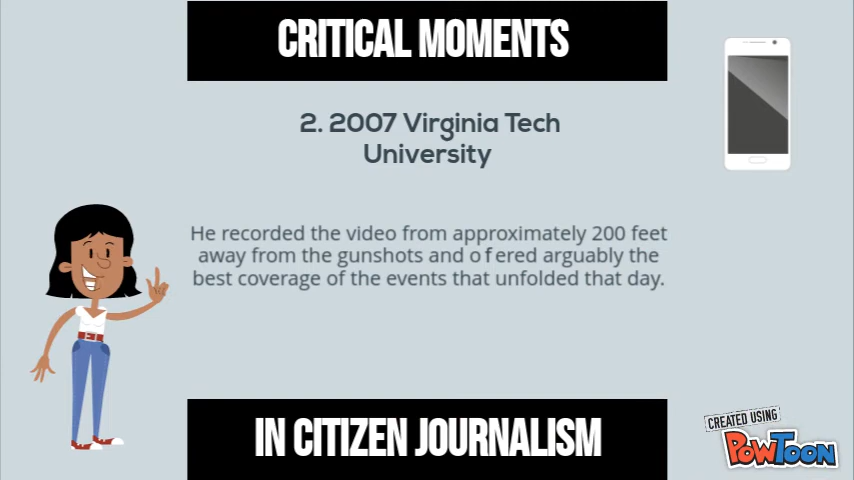 CRITICAL MOMENTS
2. 2007 Virginia Tech
University
He recorded the video from approximately 200 feet
away from the gunshots and offered arguably the
best coverage of the events that unfolded that day.
IN CITIZEN JOURNALISM
CREATED USING
POWTOON